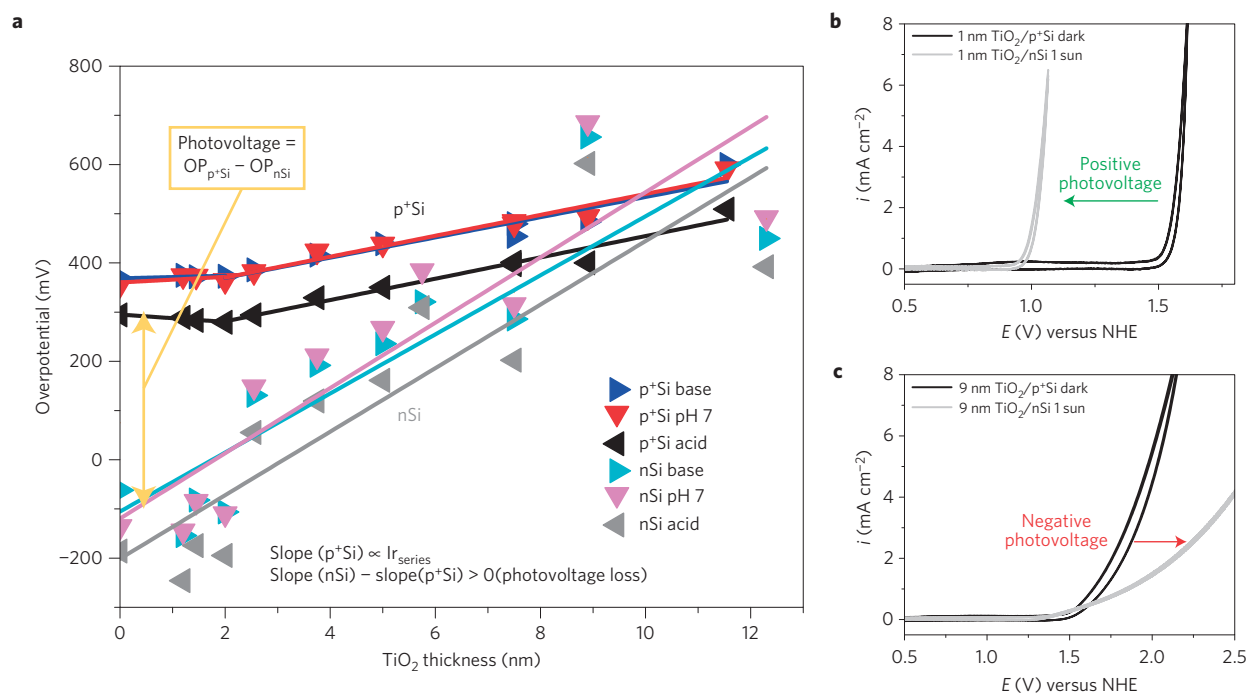 a
800
600
400
200
0
−200
Overpotential (mV)
Photovoltage =
OPp+Si − OPnSi
p+Si
nSi
p+Si base
p+Si pH 7
p+Si acid
nSi base
nSi pH 7
nSi acid
Slope (p+Si) ∝ Irseries
Slope (nSi) − slope(p+Si) > 0(photovoltage loss)
0 2 4 6 8 10 12
TiO2 thickness (nm)
b
1 nm TiO2/p+Si dark
1 nm TiO2/nSi 1 sun
8
6
4
2
0
i (mA cm−2)
Positive
photovoltage
0.5 1.0 1.5
E (V) versus NHE
c
9 nm TiO2/p+Si dark
9 nm TiO2/nSi 1 sun
8
6
4
2
0
i (mA cm−2)
Negative
photovoltage
0.5 1.0 1.5 2.0 2.5
E (V) versus NHE